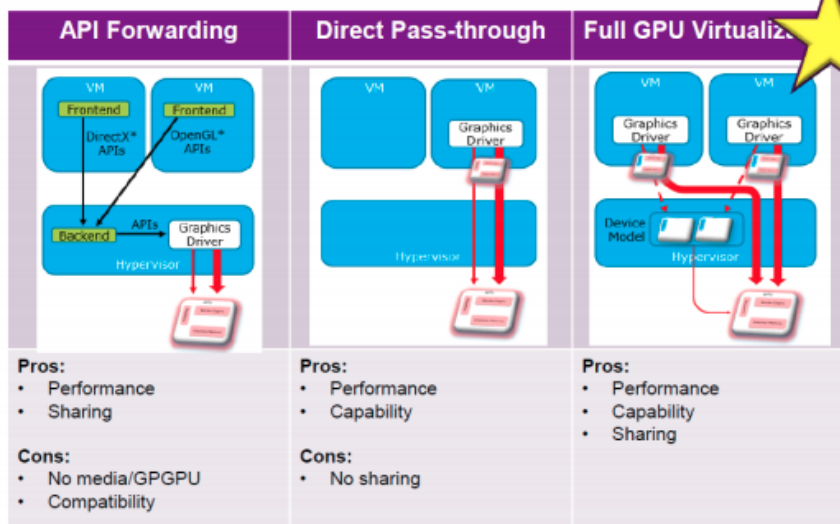 API Forwarding
Direct Pass-through
Full GPU Virtualiza
VM
VM
Frontend
Frontend
DirectX*
APIs
OpenGL*
APIs
Backend
APIs
Graphics
Driver
Hypervisor
VM
VM
Graphics
Driver
Hypervisor
VM
VM
Graphics
Driver
Graphics
Driver
Device
Model
Hypervisor
Pros:
• Performance
• Sharing
Cons:
• No media/GPGPU
• Compatibility
Pros:
• Performance
• Capability
Cons:
• No sharing
Pros:
• Performance
• Capability
• Sharing